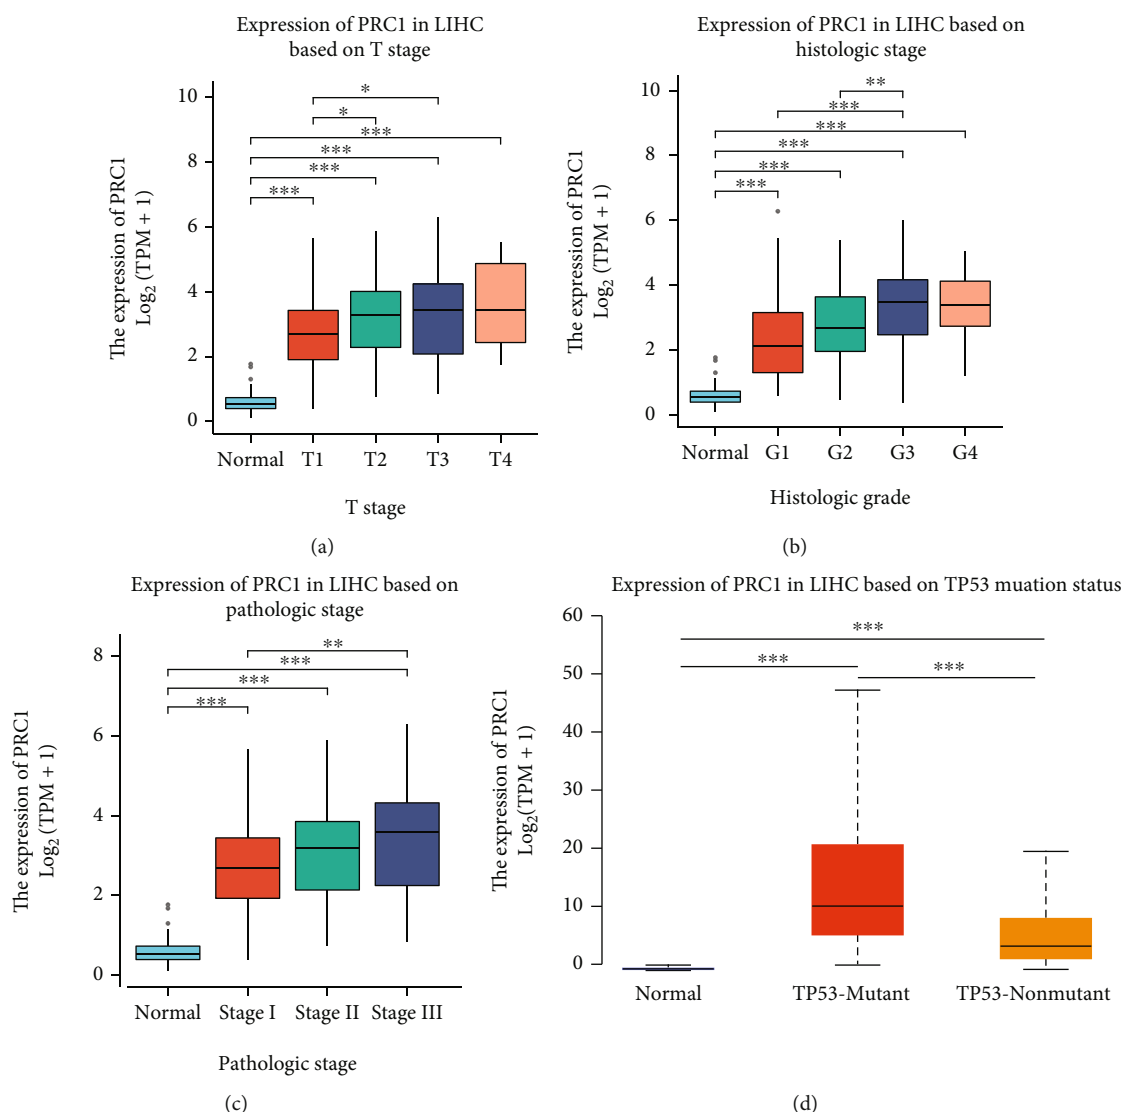 Expression of PRC1 in LIHC
based on T stage
The expression of PRC1
Log2 (TPM + 1)
10
8
6
4
2
0
*
*
***
***
***
***
Normal T1 T2 T3 T4
T stage
(a)
Expression of PRC1 in LIHC based on
histologic stage
The expression of PRC1
Log2 (TPM + 1)
10
8
6
4
2
0
**
***
***
***
***
***
Normal G1 G2 G3 G4
Histologic grade
(b)
Expression of PRC1 in LIHC based on
pathologic stage
The expression of PRC1
Log2 (TPM + 1)
8
6
4
2
0
**
***
***
***
Normal Stage I Stage II Stage III
Pathologic stage
(c)
Expression of PRC1 in LIHC based on TP53 muation status
The expression of PRC1
Log2(TPM + 1)
60
50
40
30
20
10
0
***
***
***
Normal TP53-Mutant TP53-Nonmutant
(d)